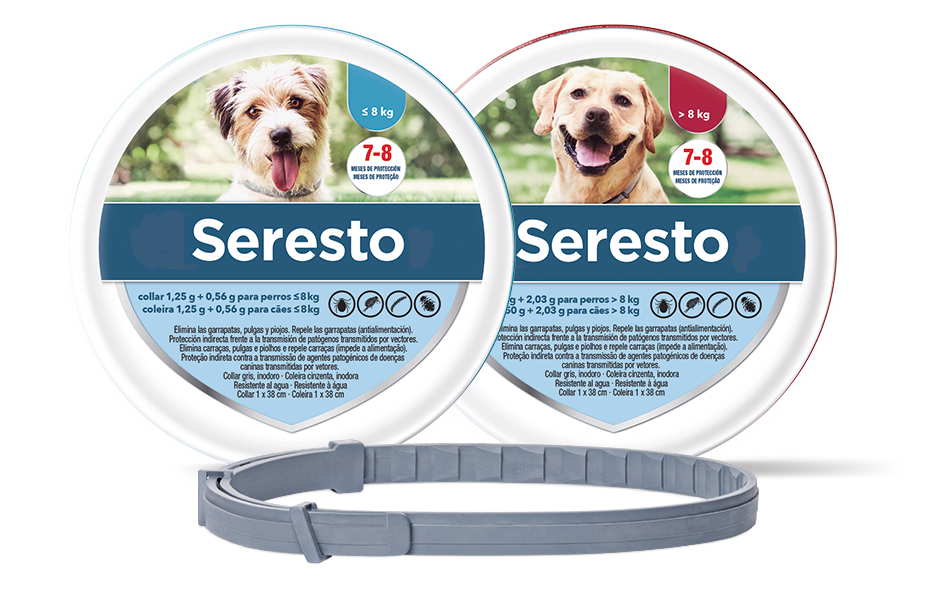 ≤ 8 kg
7-8
MESES DE PROTECCIÓN
MESES DE PROTEÇÃO
Seresto
collar 1,25 g + 0,56 g para perros ≤8kg
coleira 1,25 g + 0,56 g para cães ≤8kg
Elimina las garrapatas, pulgas y piojos. Repele las garrapatas (antialimentación).
Protección indirecta frente a la transmisión de patógenos transmitidos por vectores.
Elimina carraças, pulgas e piolhos e repele carraças (impede a alimentação).
Proteção indireta contra a transmissão de agentes patogénicos de doenças
caninas transmitidas por vetores.
Collar gris, inodoro · Coleira cinzenta, inodora
Resistente al agua · Resistente à água
Collar 1 x 38 cm · Coleira 1 x 38 cm
> 8 kg
7-8
MESES DE PROTECCIÓN
MESES DE PROTEÇÃO
Seresto
g + 2,03 g para perros > 8 kg
50 g + 2,03 g para cães > 8 kg
mina las garrapatas, pulgas y piojos. Repele las garrapatas (antialimentación).
otección indirecta frente a la transmisión de patógenos transmitidos por vectores.
Elimina carraças, pulgas e piolhos e repele carraças (impede a alimentação).
Proteção indireta contra a transmissão de agentes patogénicos de doenças
caninas transmitidas por vetores.
Collar gris, inodoro · Coleira cinzenta, inodora
Resistente al agua · Resistente à água
Collar 1 x 38 cm · Coleira 1 x 38 cm